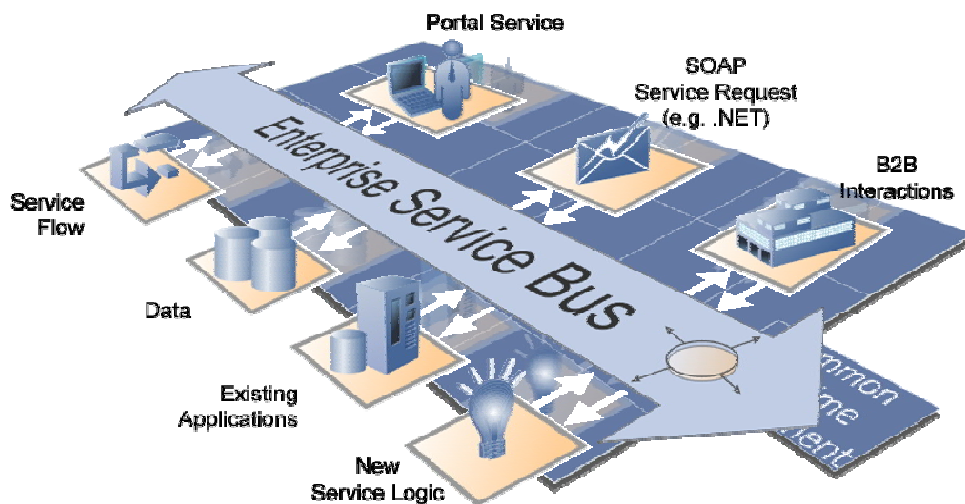 Portal Service
SOAP
Service Request
(e.g. .NET)
B2B
Interactions
Enterprise Service Bus
Service
Flow
Data
Existing
Applications
New
Service Logic